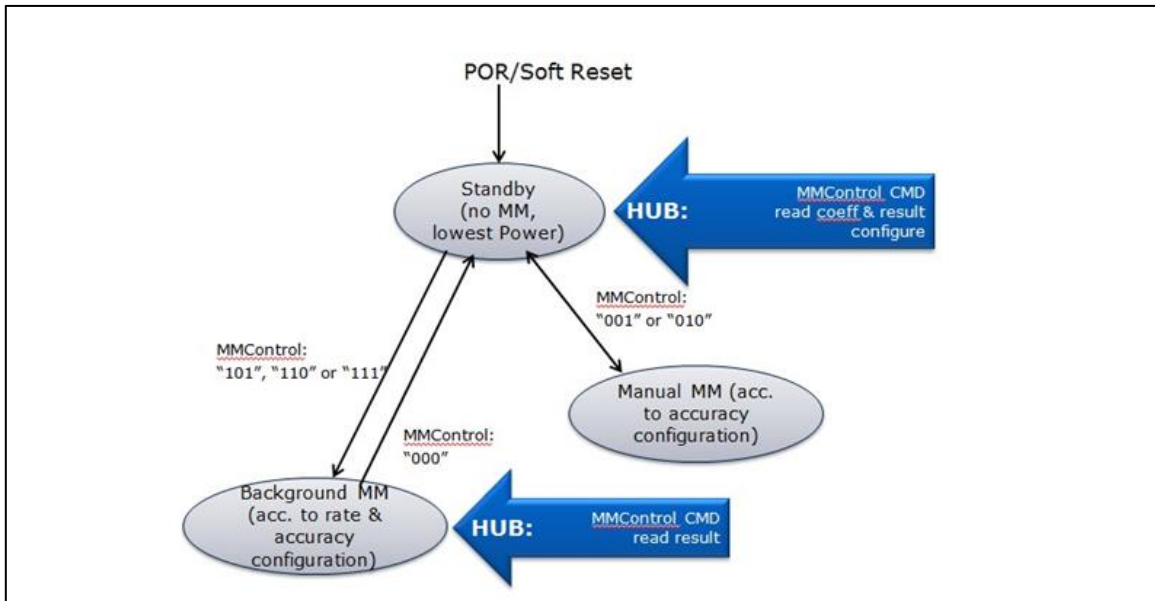 POR/Soft Reset
Standby
(no MM,
lowest Power)
HUB:
MMControl CMD
read coeff & result
configure
MMControl:
“001” or “010”
MMControl:
“101”, “110” or “111”
Manual MM (acc.
to accuracy
configuration)
MMControl:
“000”
Background MM
(acc. to rate &
accuracy
configuration)
HUB:
MMControl CMD
read result